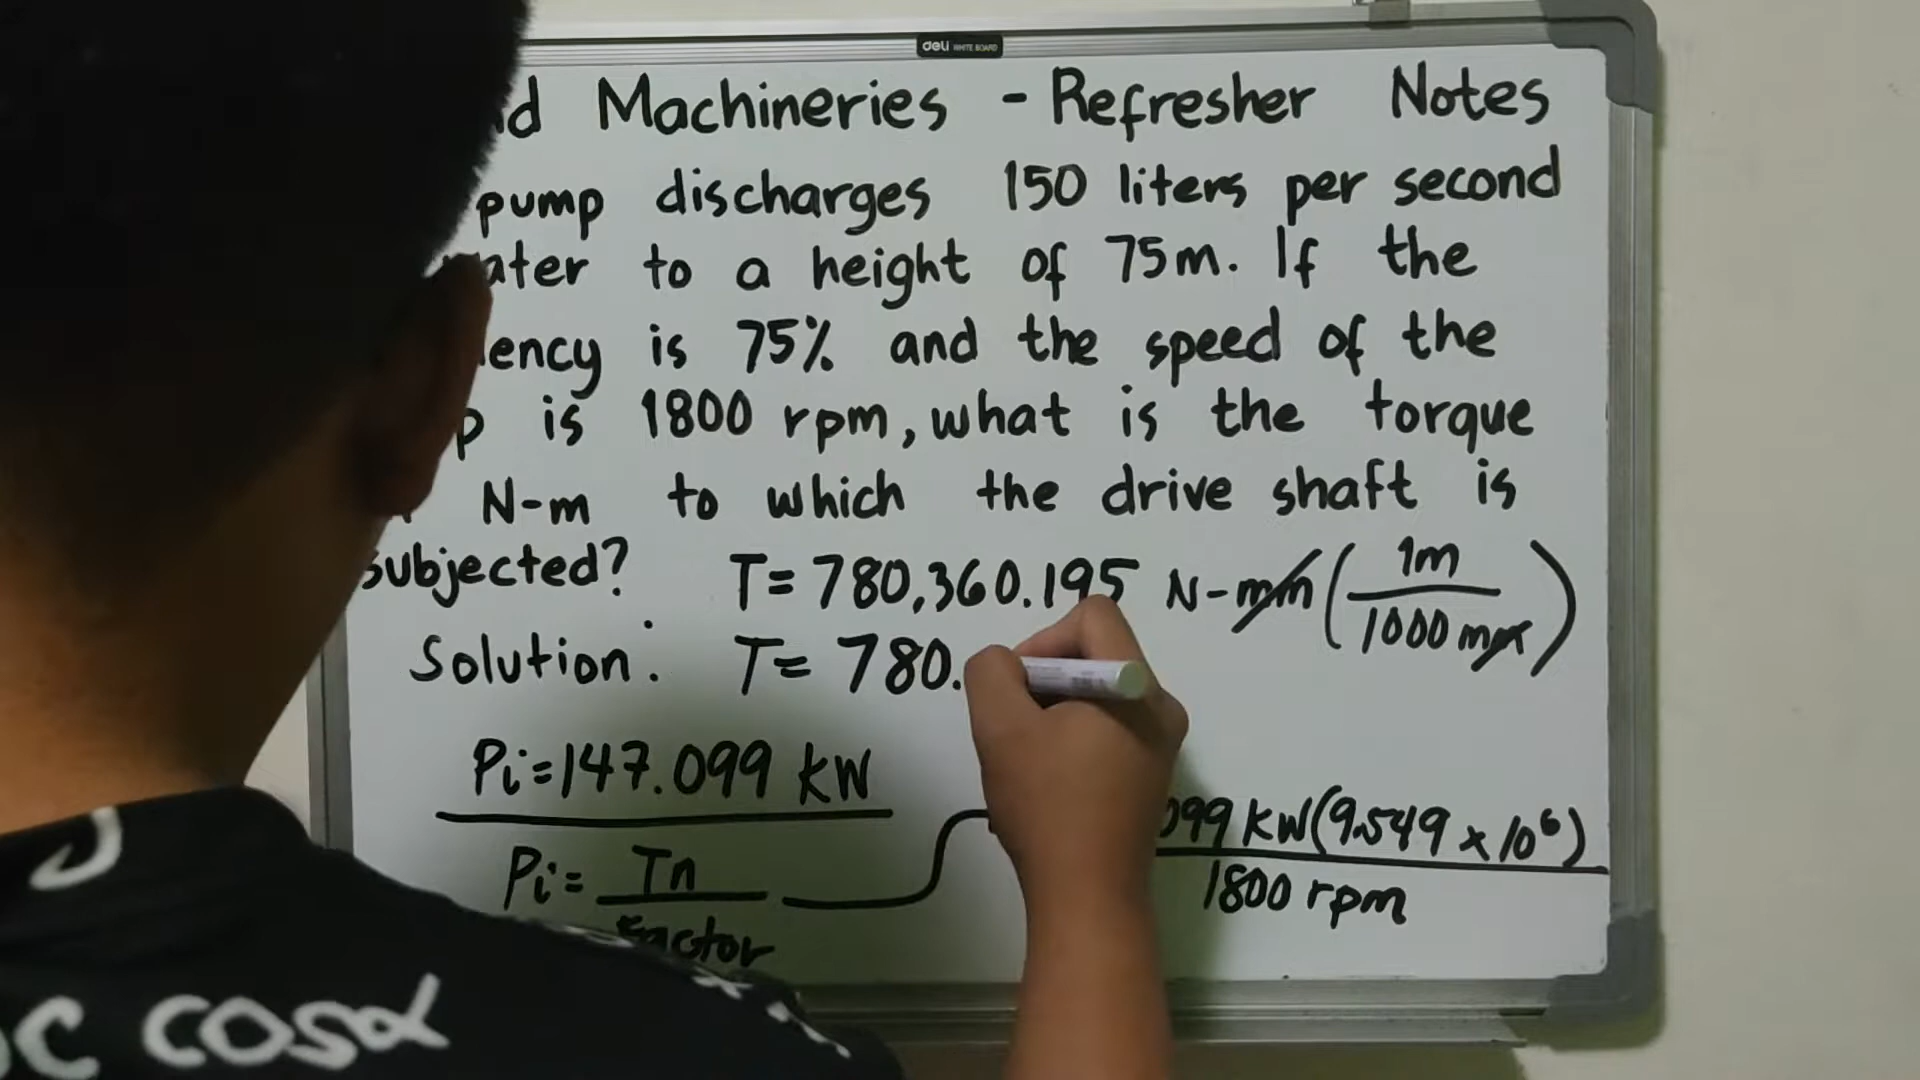 deli WHITE BOARD
Machineries - Refresher Notes
pump discharges 150 liters per second
to a height of 75m. If the
is 75% and the speed of the
is 1800 rpm, what is the torque
N-m to which the drive shaft is
subjected? T= 780,360.195 N-mm (1m/1000 mm)
Solution: T= 780.
Pi=147.099 KW
099 KW(9.549 x 10⁶)
Pi= Tn
1800 rpm
Factor
cosα